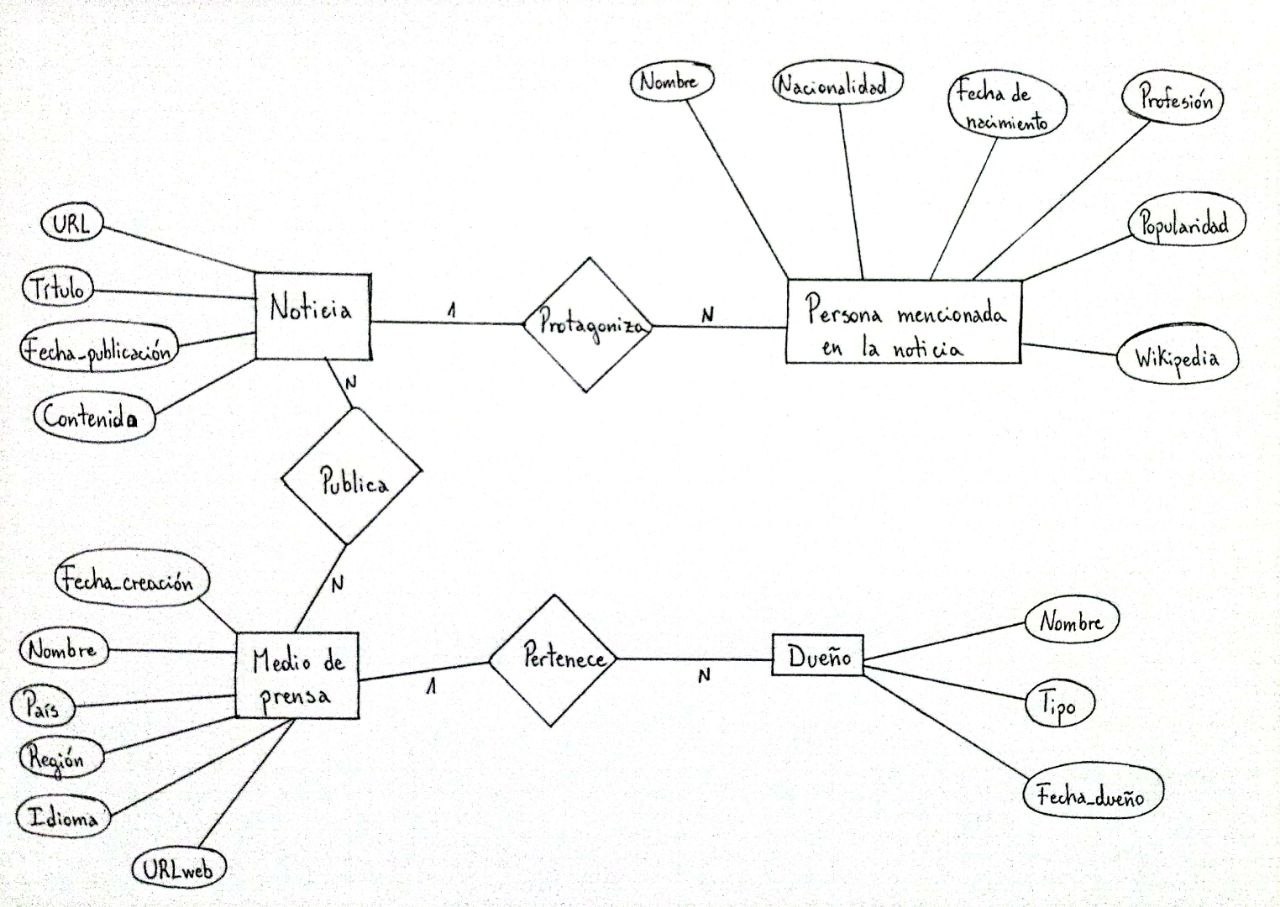 Nombre
Nacionalidad
Fecha de
nacimiento
Profesión
URL
Popularidad
Título
Noticia
1
Protagoniza
N
Persona mencionada
en la noticia
Fecha_publicación
Wikipedia
Contenido
N
Publica
Fecha_creación
N
Nombre
Medio de
prensa
1
Pertenece
N
Dueño
Nombre
País
Tipo
Región
Idioma
Fecha_dueño
URLweb